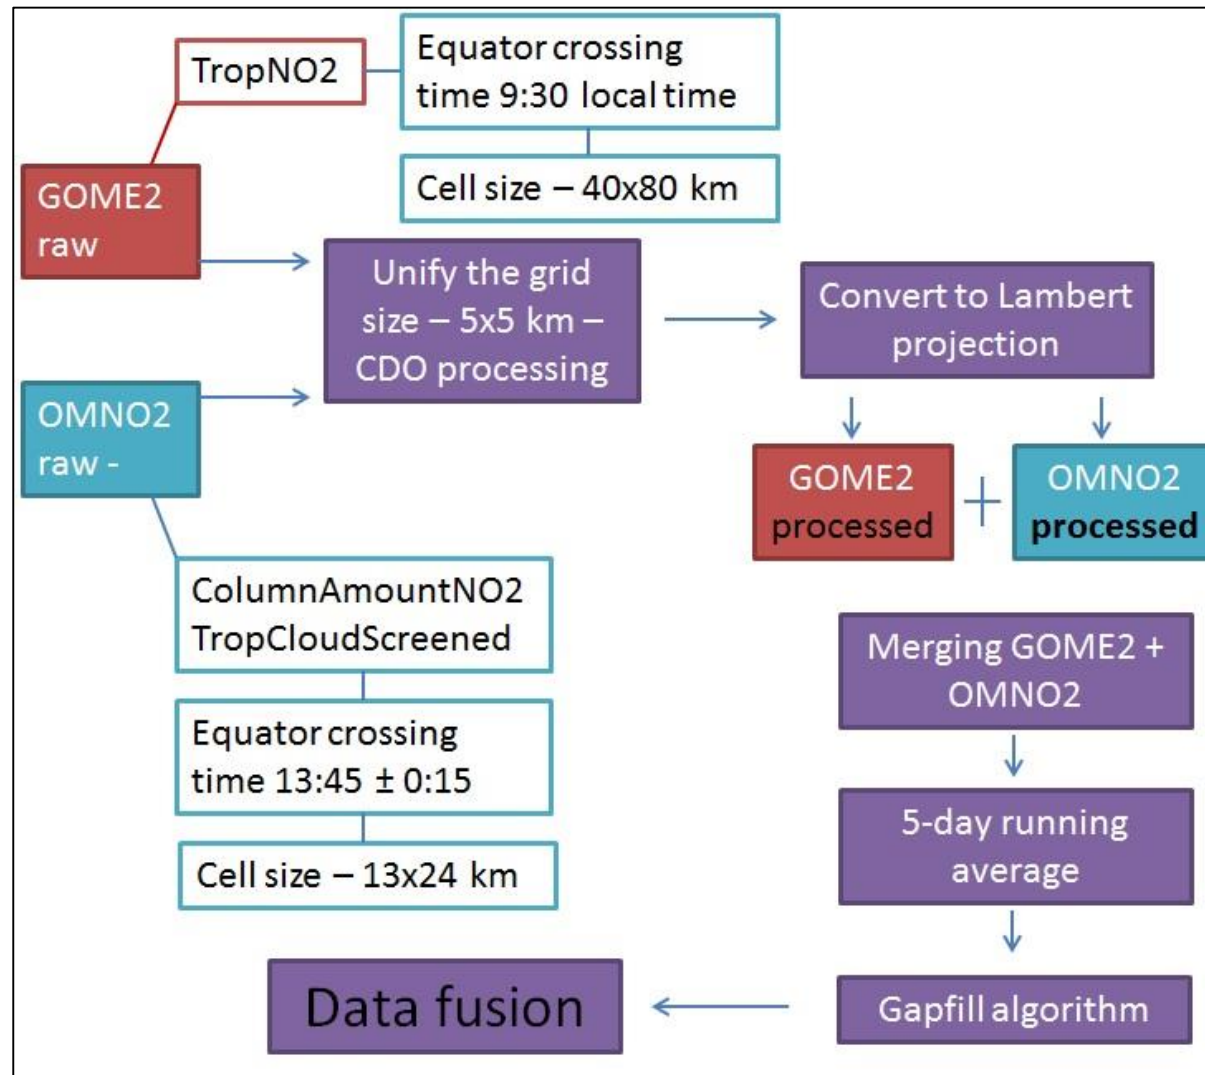 TropNO2
Equator crossing
time 9:30 local time
Cell size – 40x80 km
GOME2
raw
Unify the grid
size – 5x5 km –
CDO processing
Convert to Lambert
projection
OMNO2
raw -
GOME2
processed
+
OMNO2
processed
ColumnAmountNO2
TropCloudScreened
Equator crossing
time 13:45 ± 0:15
Cell size – 13x24 km
Merging GOME2 +
OMNO2
5-day running
average
Gapfill algorithm
Data fusion